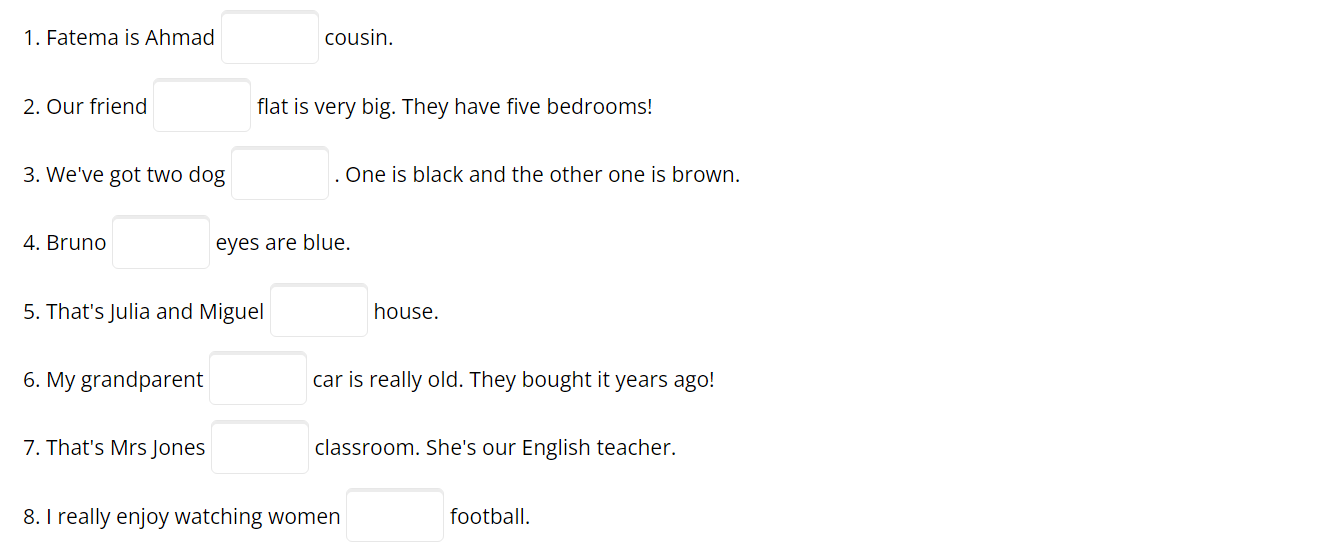 1. Fatema is Ahmad cousin.
2. Our friend flat is very big. They have five bedrooms!
3. We've got two dog . One is black and the other one is brown.
4. Bruno eyes are blue.
5. That's Julia and Miguel house.
6. My grandparent car is really old. They bought it years ago!
7. That's Mrs Jones classroom. She's our English teacher.
8. I really enjoy watching women football.